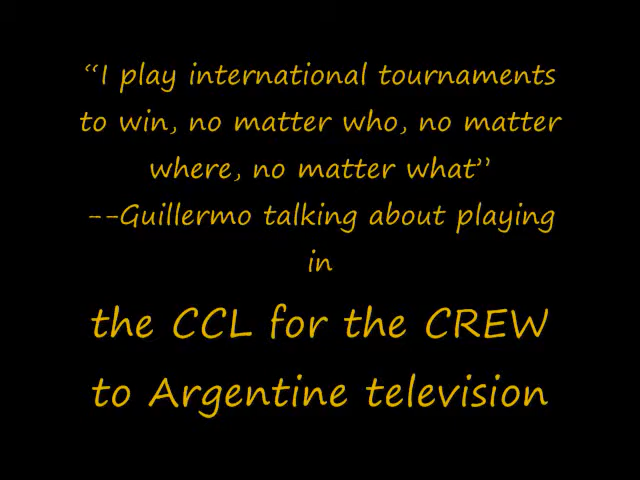 “I play international tournaments
to win, no matter who, no matter
where, no matter what”
--Guillermo talking about playing
in
the CCL for the CREW
to Argentine television